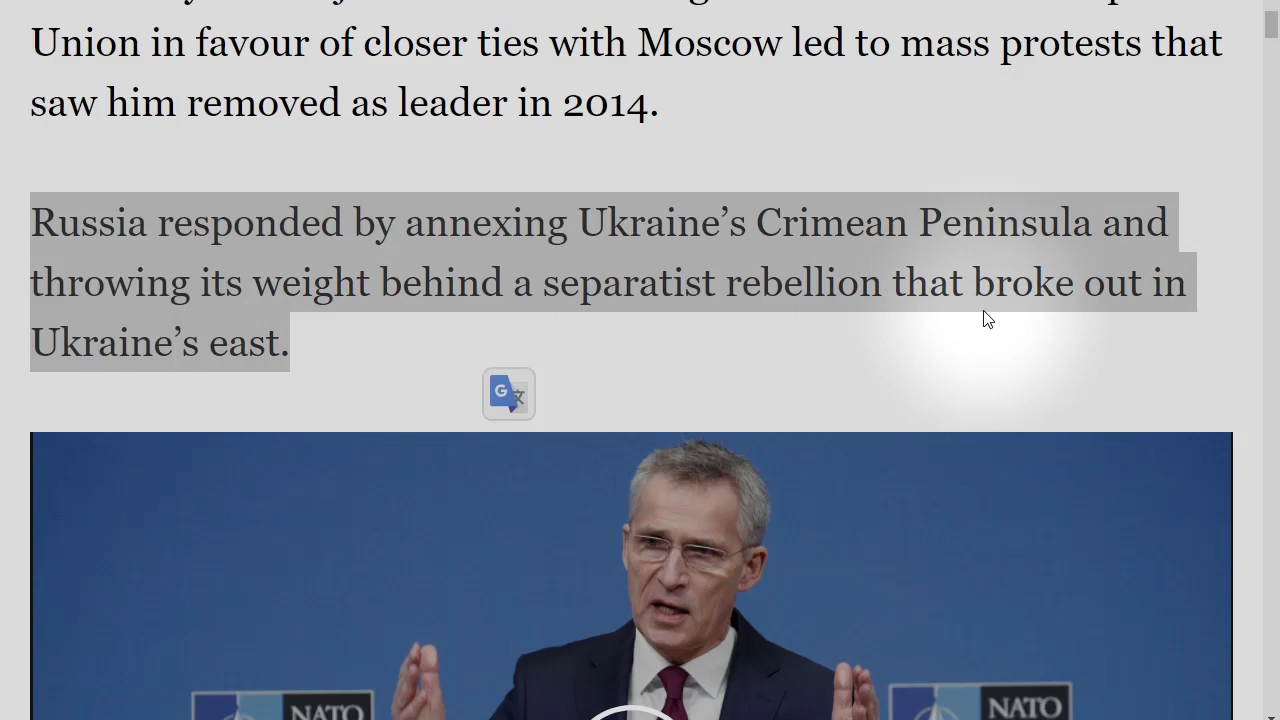 Union in favour of closer ties with Moscow led to mass protests that
saw him removed as leader in 2014.
Russia responded by annexing Ukraine’s Crimean Peninsula and
throwing its weight behind a separatist rebellion that broke out in
Ukraine’s east.
G
NATO
NATO